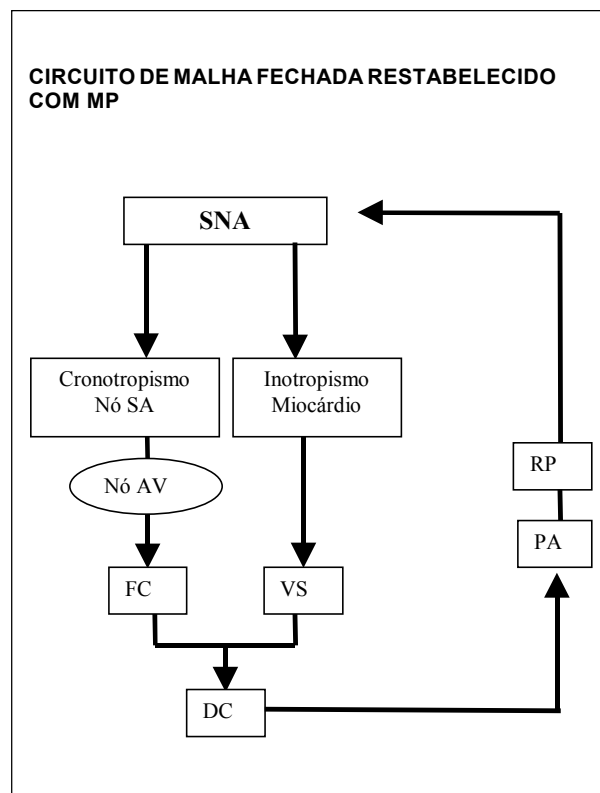 CIRCUITO DE MALHA FECHADA RESTABELECIDO
COM MP
SNA
Cronotropismo
Nó SA
Inotropismo
Miocárdio
Nó AV
RP
PA
FC
VS
DC